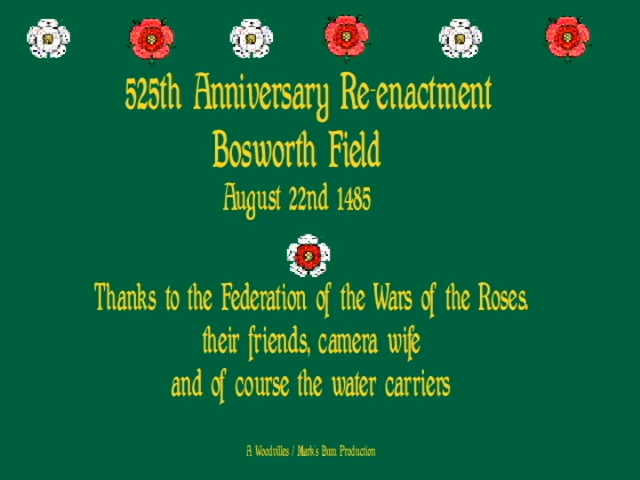 525th Anniversary Re-enactment
Bosworth Field
August 22nd 1485
Thanks to the Federation of the Wars of the Roses,
their friends, camera wife
and of course the water carriers
A Woodvilles / Mark's Bum Production